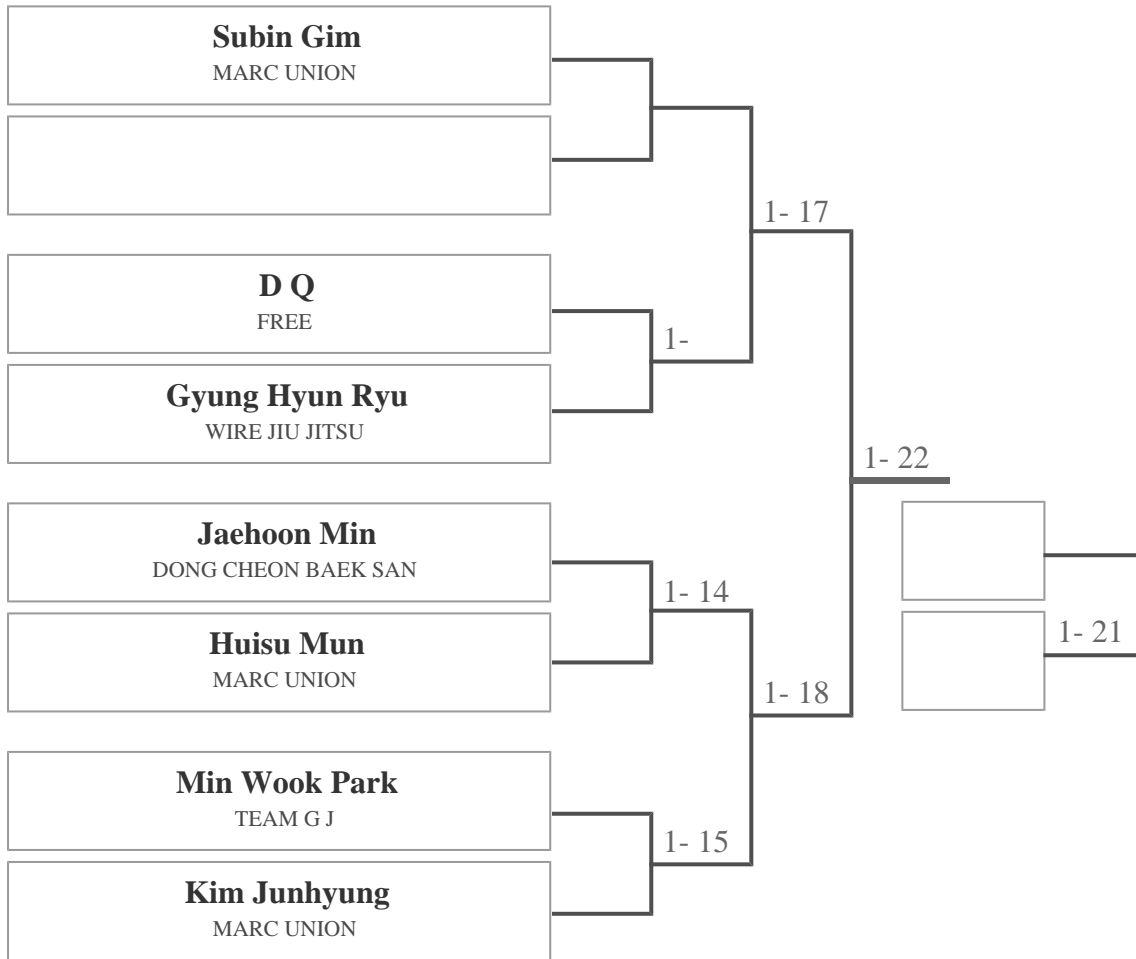 Subin Gim
MARC UNION
1- 17
D Q
FREE
1-
Gyung Hyun Ryu
WIRE JIU JITSU
1- 22
Jaehoon Min
DONG CHEON BAEK SAN
1- 14
Huisu Mun
MARC UNION
1- 21
1- 18
Min Wook Park
TEAM G J
1- 15
Kim Junhyung
MARC UNION